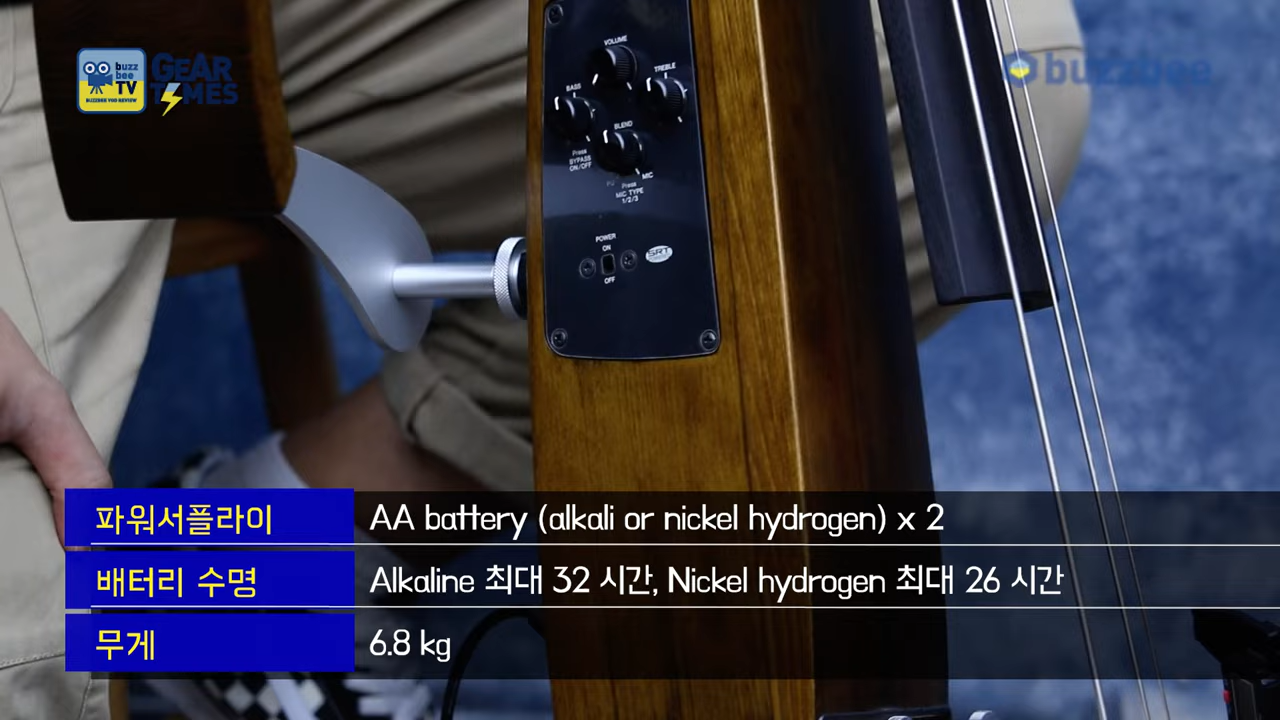 buzz
bee
TV
BUZZBEE VOD REVIEW
GEAR
TIMES
buzzbee
VOLUME
TREBLE
BASS
BLEND
Press
BYPASS
ON/OFF
PU
MIC
Press
MIC TYPE
1/2/3
POWER
ON
OFF
SRT
파워서플라이 AA battery (alkali or nickel hydrogen) x 2
배터리 수명 Alkaline 최대 32 시간, Nickel hydrogen 최대 26 시간
무게 6.8 kg